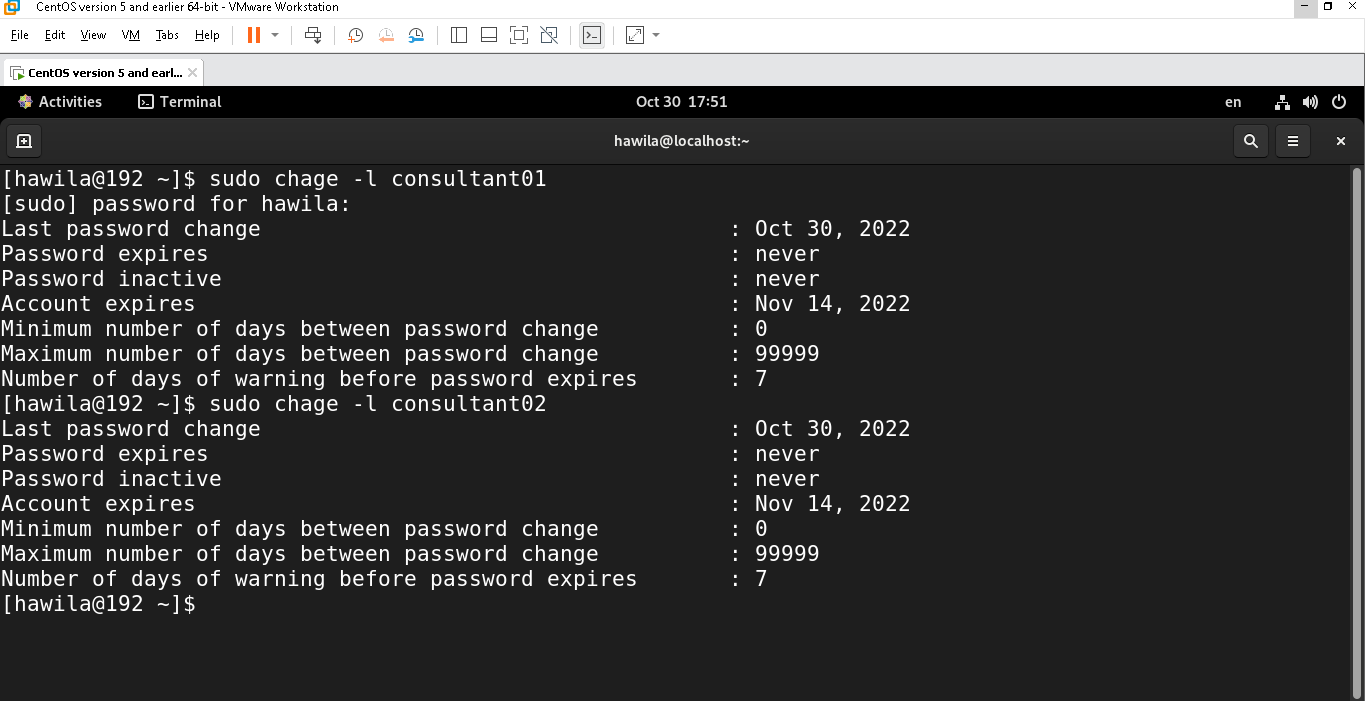 CentOS version 5 and earlier 64-bit - VMware Workstation
File Edit View VM Tabs Help
CentOS version 5 and earl...
Activities Terminal Oct 30 17:51 en
hawila@localhost:~
[hawila@192 ~]$ sudo chage -l consultant01
[sudo] password for hawila:
Last password change : Oct 30, 2022
Password expires : never
Password inactive : never
Account expires : Nov 14, 2022
Minimum number of days between password change : 0
Maximum number of days between password change : 99999
Number of days of warning before password expires : 7
[hawila@192 ~]$ sudo chage -l consultant02
Last password change : Oct 30, 2022
Password expires : never
Password inactive : never
Account expires : Nov 14, 2022
Minimum number of days between password change : 0
Maximum number of days between password change : 99999
Number of days of warning before password expires : 7
[hawila@192 ~]$